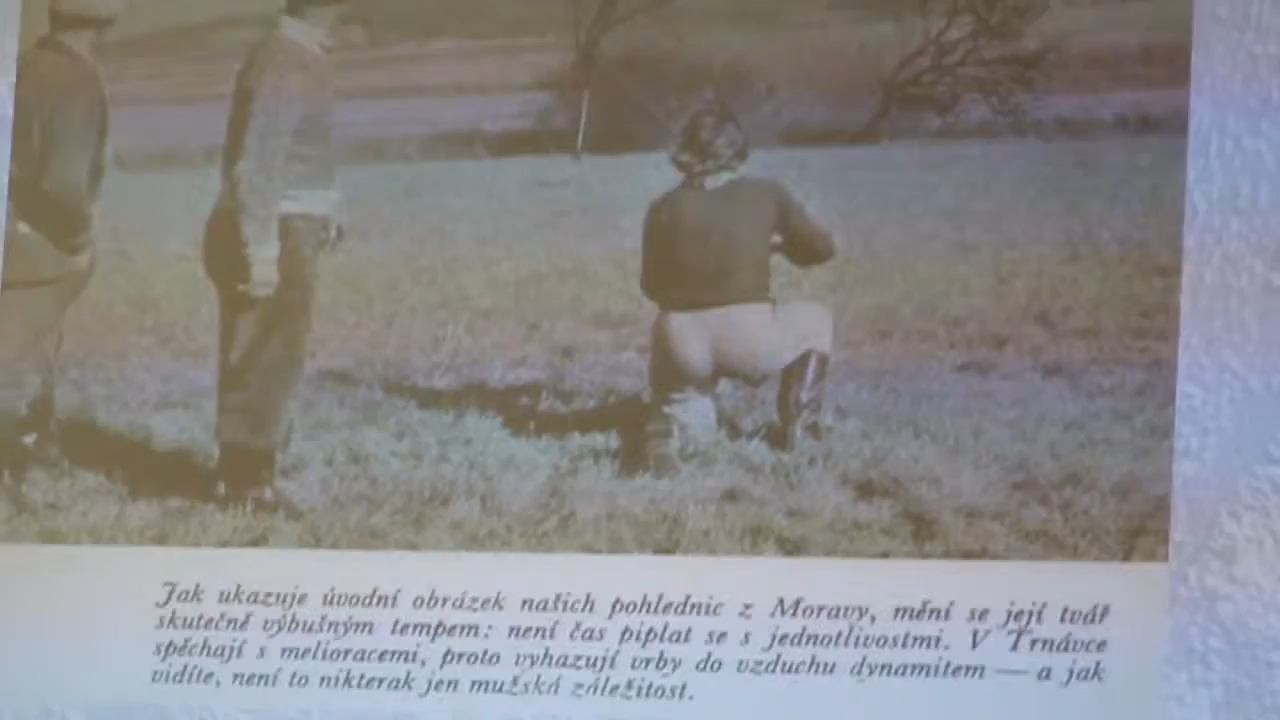 Jak ukazuje úvodní obrázek našich pohlednic z Moravy, mění se její tvář
skutečně výbušným tempem: není čas piplat se s jednotlivostmi. V Trnávce
spěchají s melioracemi, proto vyhazují vrby do vzduchu dynamitem — a jak
vidíte, není to nikterak jen mužská záležitost.